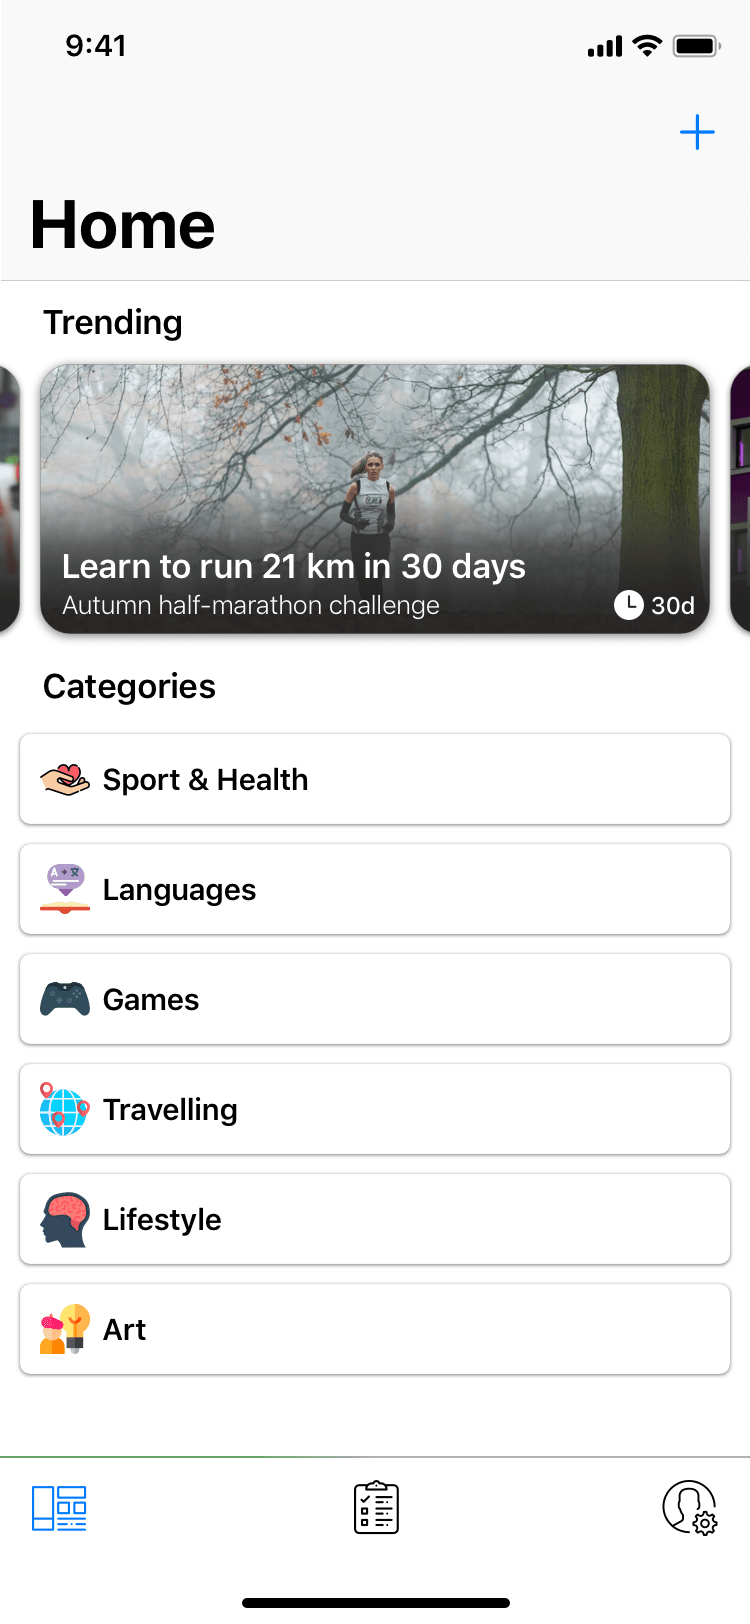 9:41
Home
Trending
Learn to run 21 km in 30 days
Autumn half-marathon challenge
30d
Categories
Sport & Health
Languages
Games
Travelling
Lifestyle
Art